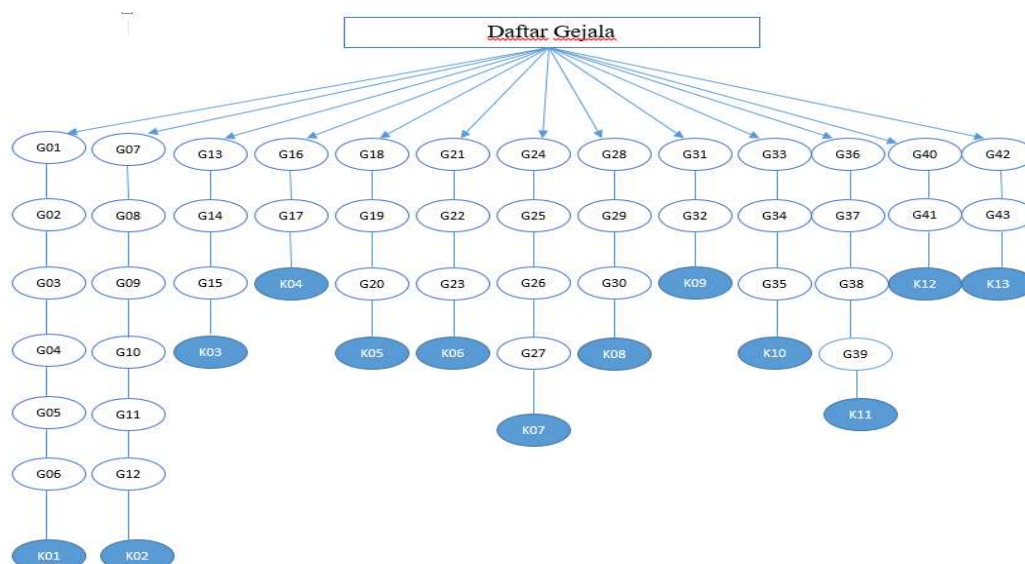 Daftar Gejala
G01 G07 G13 G16 G18 G21 G24 G28 G31 G33 G36 G40 G42
G02 G08 G14 G17 G19 G22 G25 G29 G32 G34 G37 G41 G43
G03 G09 G15 K04 G20 G23 G26 G30 K09 G35 G38 K12 K13
G04 G10 K03 K05 K06 G27 K08 K10 G39
G05 G11 K07 K11
G06 G12
K01 K02